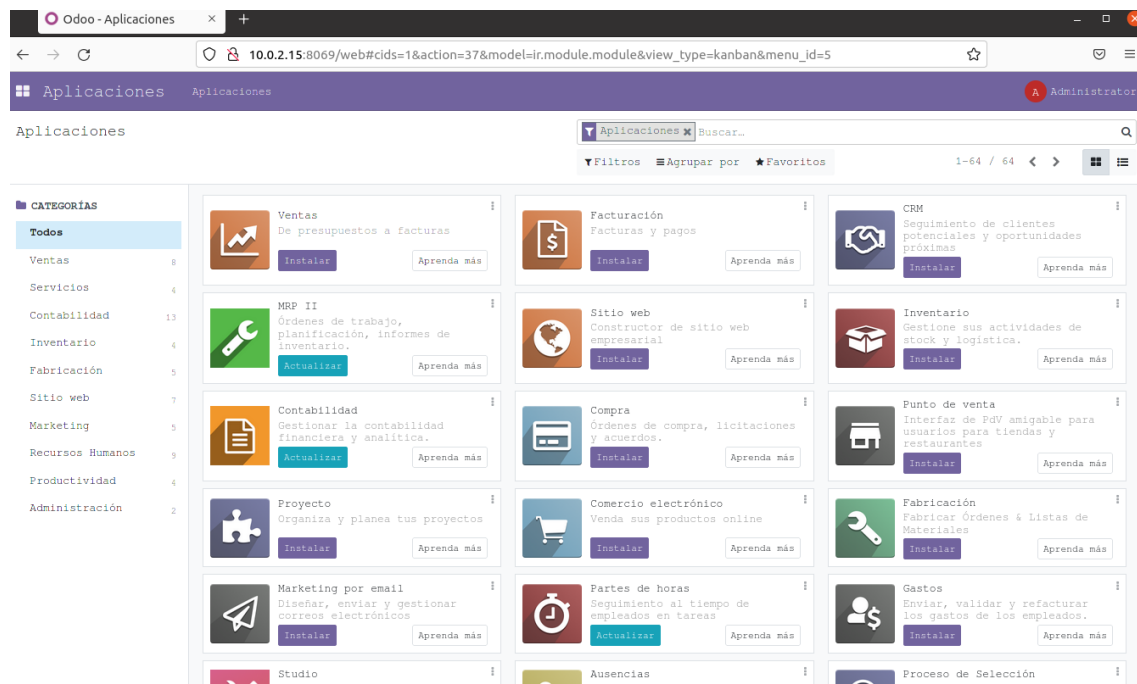 Odoo - Aplicaciones
10.0.2.15:8069/web#cids=1&action=37&model=ir.module.module&view_type=kanban&menu_id=5
Aplicaciones Aplicaciones A Administrator
Aplicaciones
Aplicaciones Buscar…
Filtros Agrupar por Favoritos 1-64 / 64
CATEGORÍAS
Todos
Ventas 8
Servicios 4
Contabilidad 13
Inventario 4
Fabricación 5
Sitio web 7
Marketing 5
Recursos Humanos 9
Productividad 4
Administración 2
Ventas
De presupuestos a facturas
Instalar Aprenda más
Facturación
Facturas y pagos
Instalar Aprenda más
CRM
Seguimiento de clientes
potenciales y oportunidades
próximas
Instalar Aprenda más
MRP II
Órdenes de trabajo,
planificación, informes de
inventario.
Actualizar Aprenda más
Sitio web
Constructor de sitio web
empresarial
Instalar Aprenda más
Inventario
Gestione sus actividades de
stock y logística.
Instalar Aprenda más
Contabilidad
Gestionar la contabilidad
financiera y analítica.
Actualizar Aprenda más
Compra
Órdenes de compra, licitaciones
y acuerdos.
Instalar Aprenda más
Punto de venta
Interfaz de PdV amigable para
usuarios para tiendas y
restaurantes
Instalar Aprenda más
Proyecto
Organiza y planea tus proyectos
Instalar Aprenda más
Comercio electrónico
Venda sus productos online
Instalar Aprenda más
Fabricación
Fabricar Órdenes & Listas de
Materiales
Instalar Aprenda más
Marketing por email
Diseñar, enviar y gestionar
correos electrónicos
Instalar Aprenda más
Partes de horas
Seguimiento al tiempo de
empleados en tareas
Actualizar Aprenda más
Gastos
Enviar, validar y refacturar
los gastos de los empleados.
Instalar Aprenda más
Studio
Ausencias
Proceso de Selección